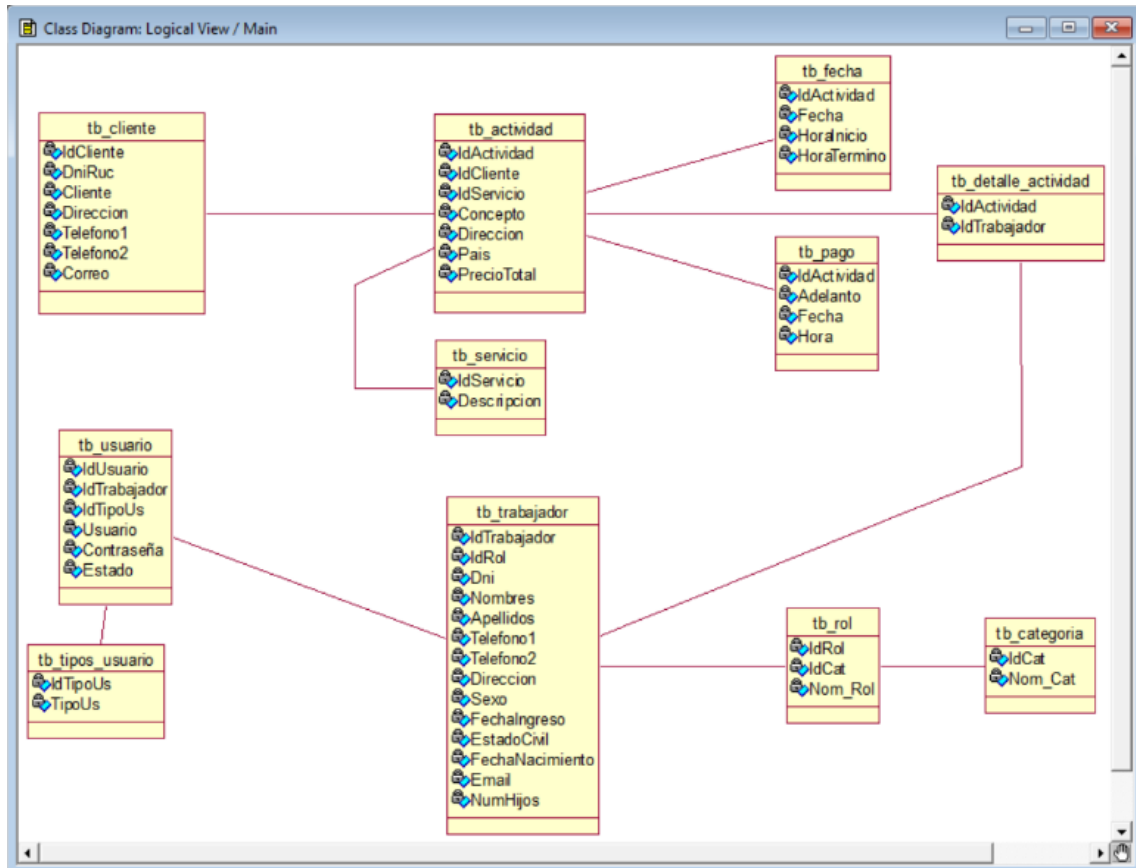 Class Diagram: Logical View / Main
tb_cliente
IdCliente
DniRuc
Cliente
Direccion
Telefono1
Telefono2
Correo
tb_actividad
IdActividad
IdCliente
IdServicio
Concepto
Direccion
Pais
PrecioTotal
tb_fecha
IdActividad
Fecha
HoraInicio
HoraTermino
tb_detalle_actividad
IdActividad
IdTrabajador
tb_pago
IdActividad
Adelanto
Fecha
Hora
tb_servicio
IdServicio
Descripcion
tb_usuario
IdUsuario
IdTrabajador
IdTipoUs
Usuario
Contraseña
Estado
tb_tipos_usuario
IdTipoUs
TipoUs
tb_trabajador
IdTrabajador
IdRol
Dni
Nombres
Apellidos
Telefono1
Telefono2
Direccion
Sexo
FechaIngreso
EstadoCivil
FechaNacimiento
Email
NumHijos
tb_rol
IdRol
IdCat
Nom_Rol
tb_categoria
IdCat
Nom_Cat